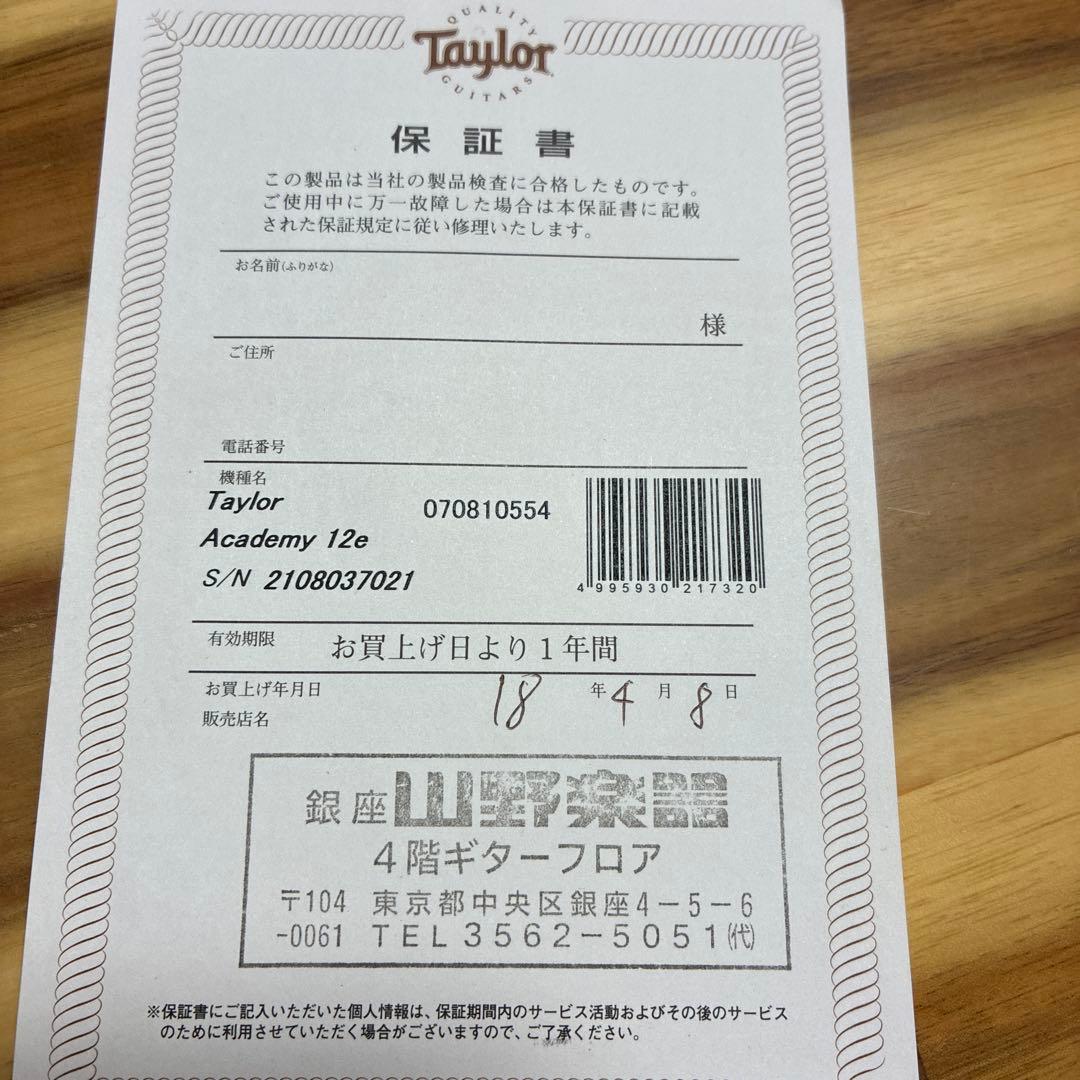 QUALITY
Taylor
GUITARS
保証書
この製品は当社の製品検査に合格したものです。
ご使用中に万一故障した場合は本保証書に記載
された保証規定に従い修理いたします。
お名前(ふりがな)
様
ご住所
電話番号
機種名
Taylor 070810554
Academy 12e
S/N 2108037021
4 995930 217320
有効期限 お買上げ日より1年間
お買上げ年月日 18年4月8日
販売店名
銀座山野楽器
4階ギターフロア
〒104 東京都中央区銀座4-5-6
-0061 TEL3562-5051(代)
※保証書にご記入いただいた個人情報は、保証期間内のサービス活動およびその後のサービス
のために利用させていただく場合がございますので、ご了承ください。